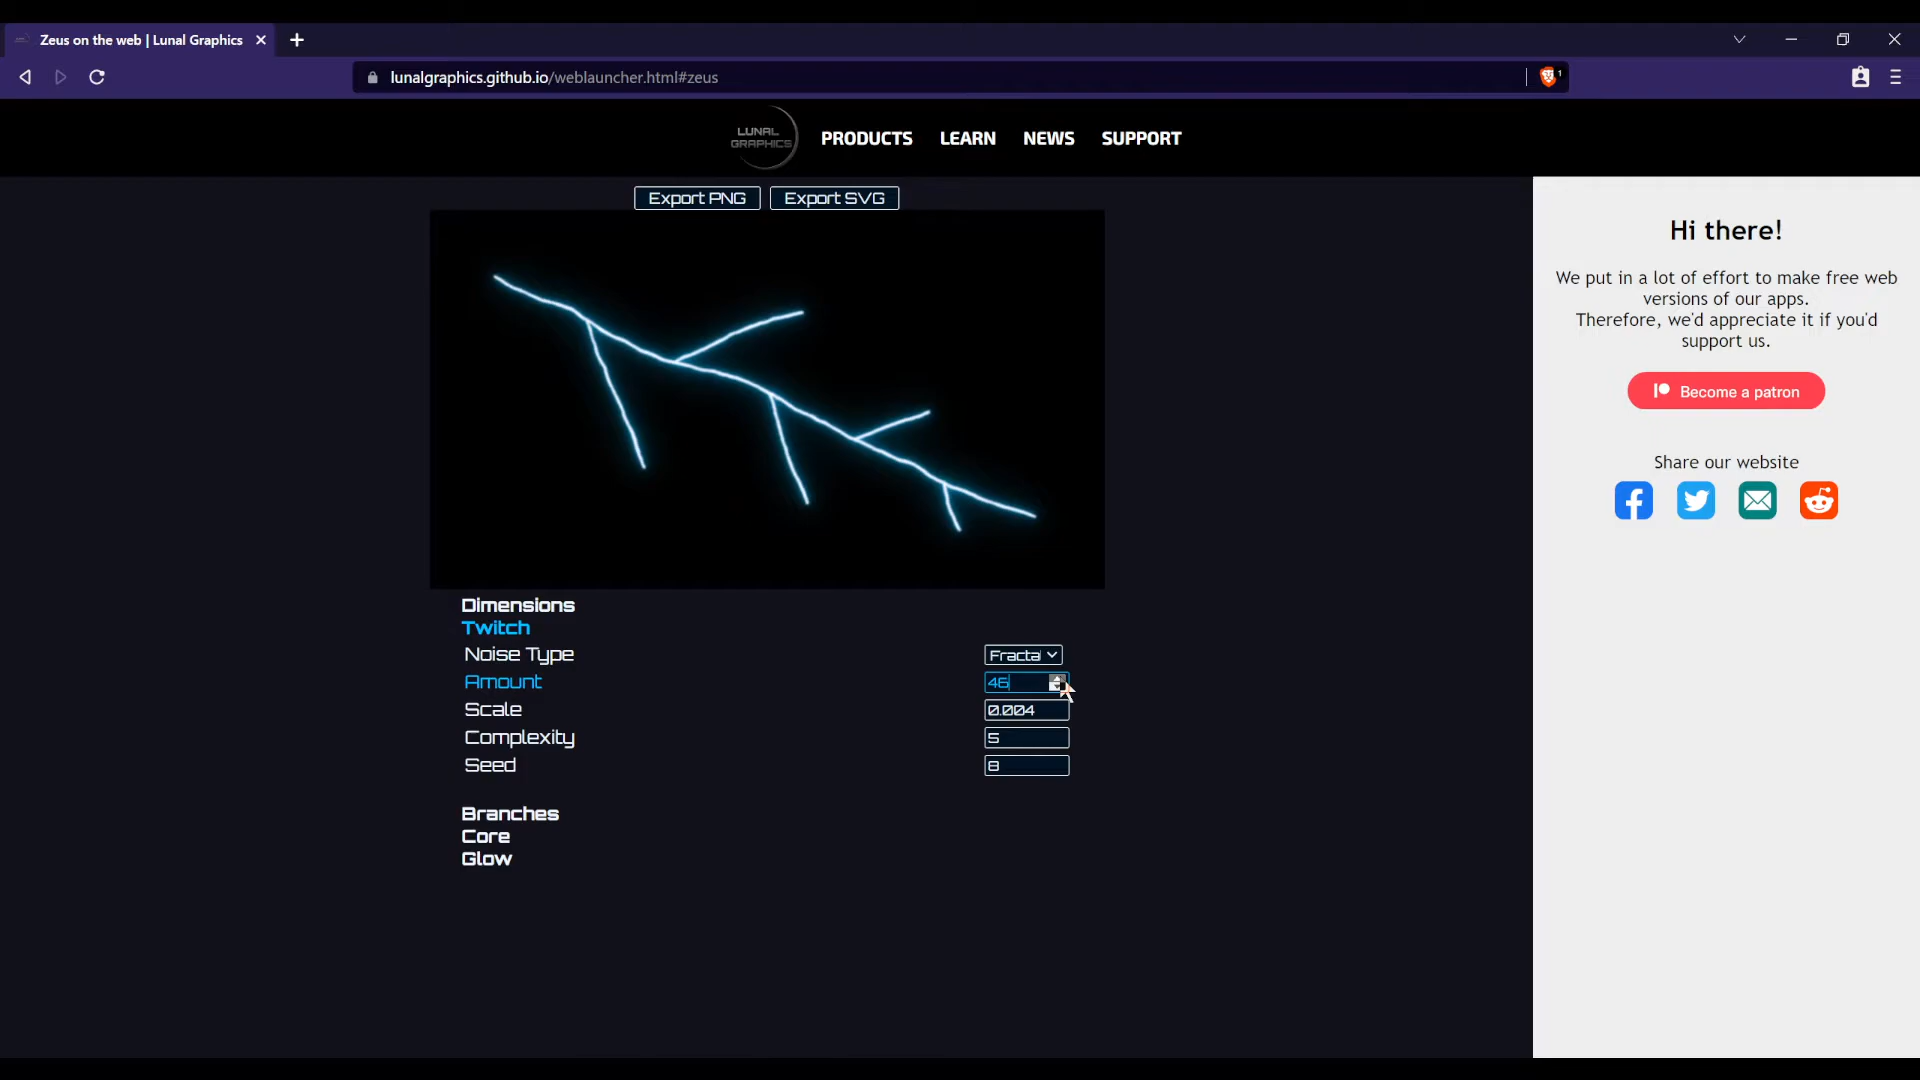 Zeus on the web | Lunal Graphics
lunalgraphics.github.io/weblauncher.html#zeus
1
LUNAL
GRAPHICS
PRODUCTS
LEARN
NEWS
SUPPORT
Export PNG
Export SVG
Dimensions
Twitch
Noise Type
Fracta
Amount
46
Scale
0.004
Complexity
5
Seed
8
Branches
Core
Glow
Hi there!
We put in a lot of effort to make free web
versions of our apps.
Therefore, we'd appreciate it if you'd
support us.
Become a patron
Share our website